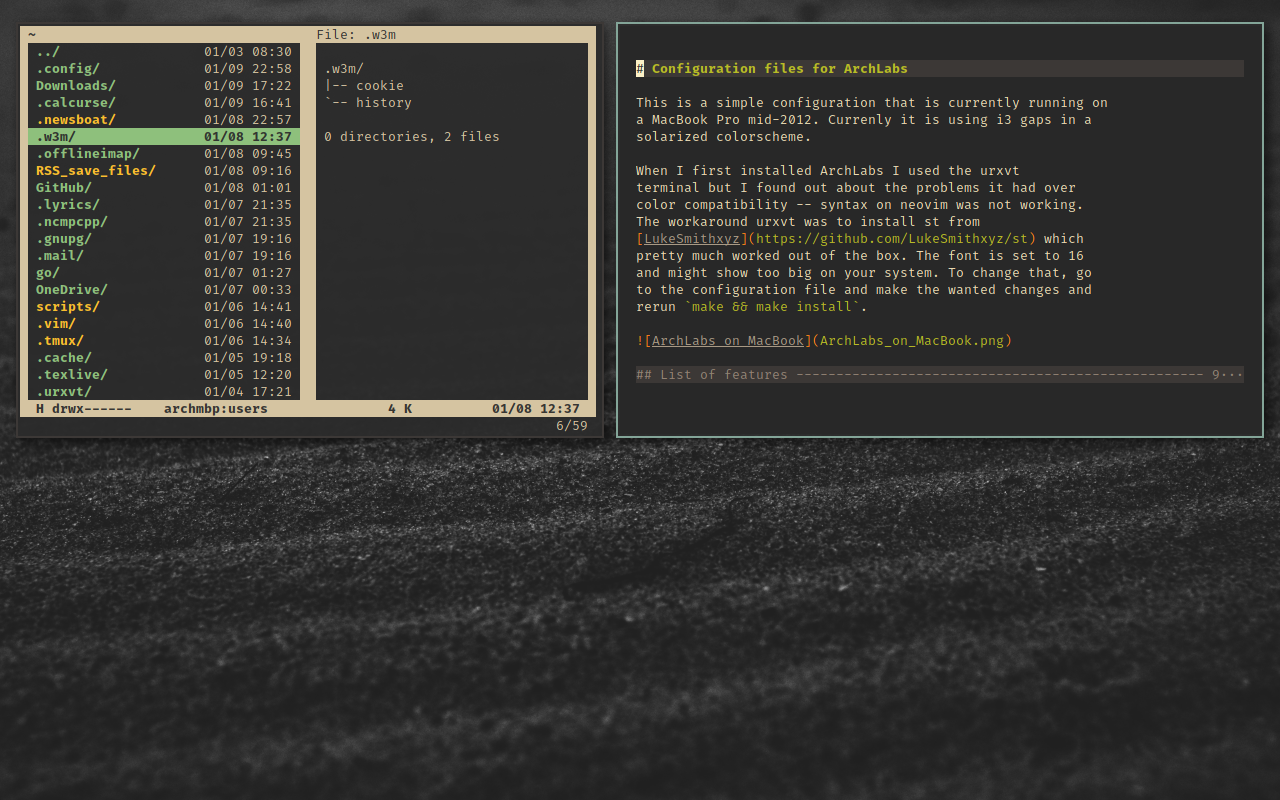 ~
../ 01/03 08:30
.config/ 01/09 22:58
Downloads/ 01/09 17:22
.calcurse/ 01/09 16:41
.newsboat/ 01/08 22:57
.w3m/ 01/08 12:37
.offlineimap/ 01/08 09:45
RSS_save_files/ 01/08 09:16
GitHub/ 01/08 01:01
.lyrics/ 01/07 21:35
.ncmpcpp/ 01/07 21:35
.gnupg/ 01/07 19:16
.mail/ 01/07 19:16
go/ 01/07 01:27
OneDrive/ 01/07 00:33
scripts/ 01/06 14:41
.vim/ 01/06 14:40
.tmux/ 01/06 14:34
.cache/ 01/05 19:18
.texlive/ 01/05 12:20
.urxvt/ 01/04 17:21
File: .w3m
.w3m/
|-- cookie
`-- history
0 directories, 2 files
H drwx------ archmbp:users 4 K 01/08 12:37
6/59
# Configuration files for ArchLabs
This is a simple configuration that is currently running on
a MacBook Pro mid-2012. Currenly it is using i3 gaps in a
solarized colorscheme.
When I first installed ArchLabs I used the urxvt
terminal but I found out about the problems it had over
color compatibility -- syntax on neovim was not working.
The workaround urxvt was to install st from
[LukeSmithxyz](https://github.com/LukeSmithxyz/st) which
pretty much worked out of the box. The font is set to 16
and might show too big on your system. To change that, go
to the configuration file and make the wanted changes and
rerun `make && make install`.
![ArchLabs on MacBook](ArchLabs_on_MacBook.png)
## List of features --------------------------------------------------- 9···